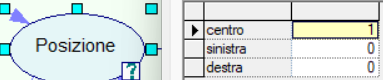 Posizione
?
centro 1
sinistra 0
destra 0